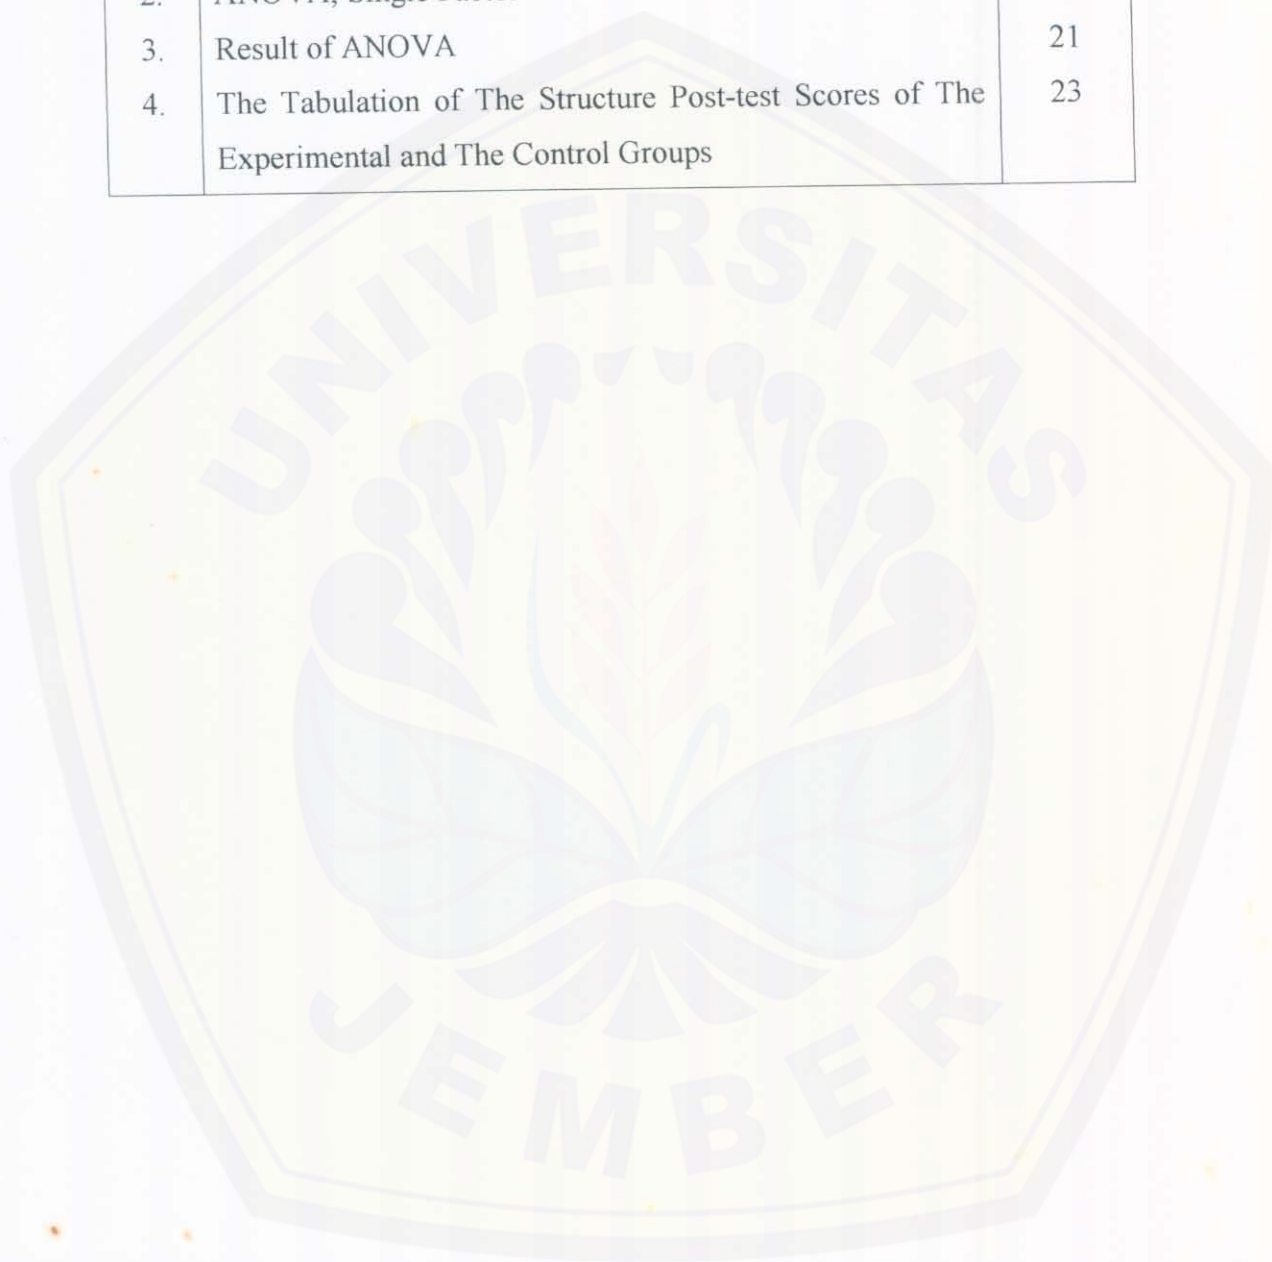 3. Result of ANOVA 21
4. The Tabulation of The Structure Post-test Scores of The 23
Experimental and The Control Groups
UNIVERSITAS
JEMBER